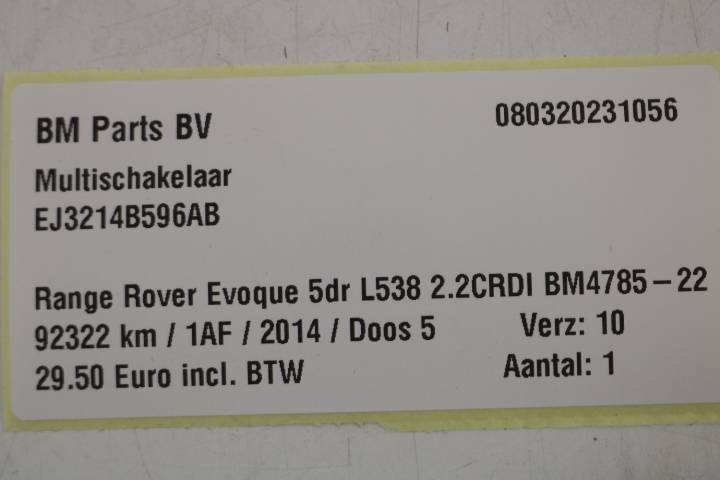 BM Parts BV 080320231056
Multischakelaar
EJ3214B596AB
Range Rover Evoque 5dr L538 2.2CRDI BM4785-22
92322 km / 1AF / 2014 / Doos 5 Verz: 10
29.50 Euro incl. BTW Aantal: 1